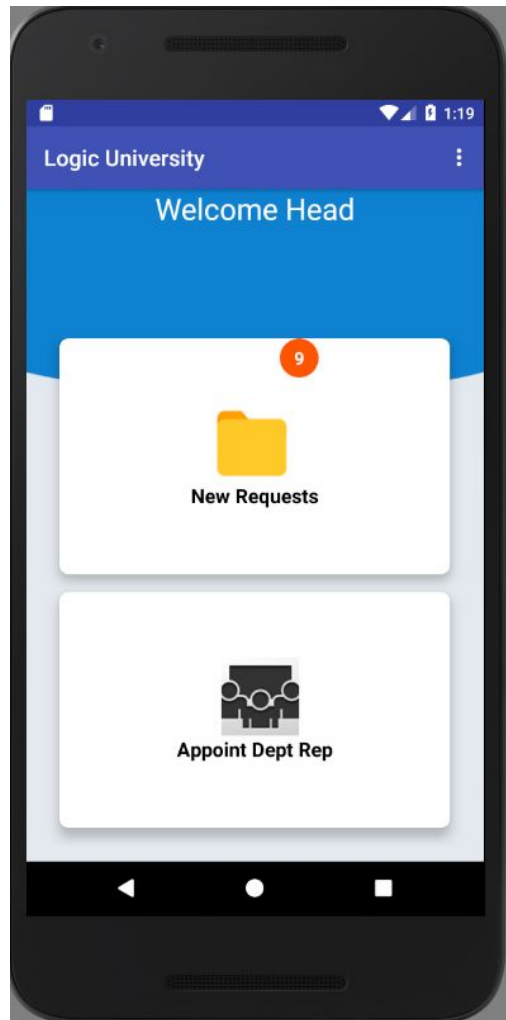 1:19
Logic University
Welcome Head
9
New Requests
Appoint Dept Rep